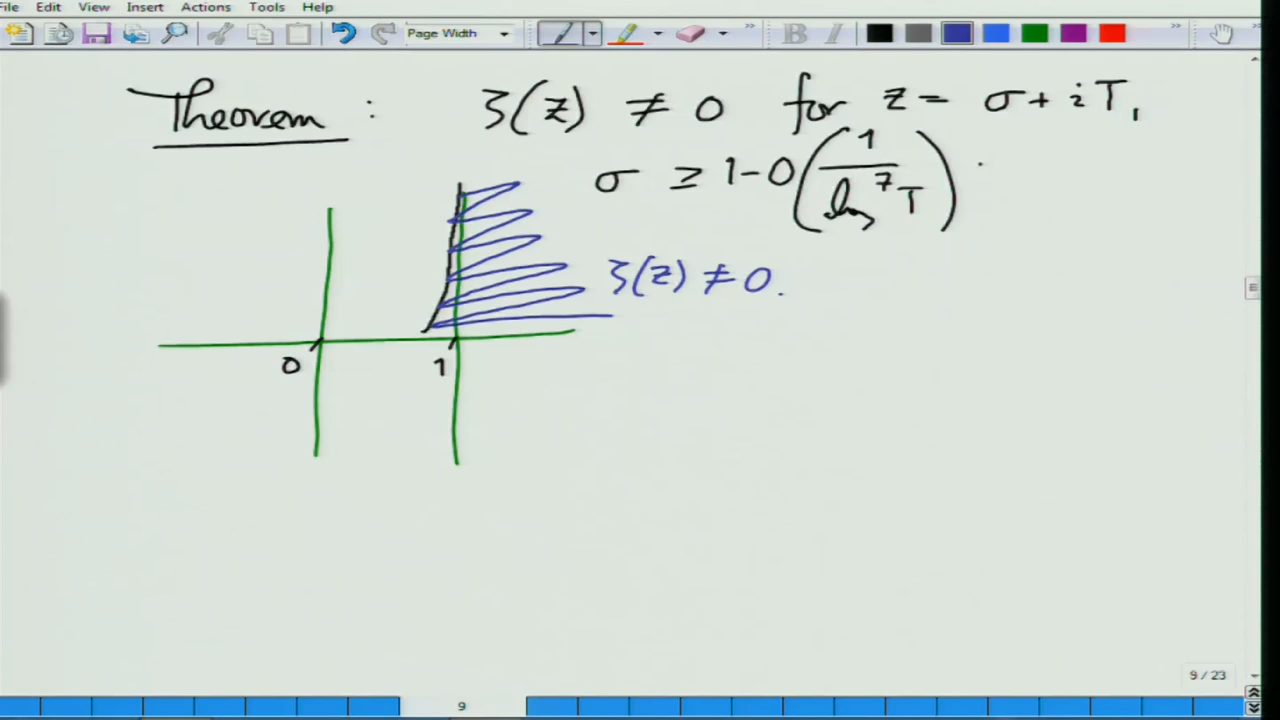 File Edit View Insert Actions Tools Help
Page Width
Theorem : ζ(z) ≠ 0 for z = σ + iT,
σ ≥ 1 - O(1/log⁷T).
ζ(z) ≠ 0.
0 1
9 / 23
9